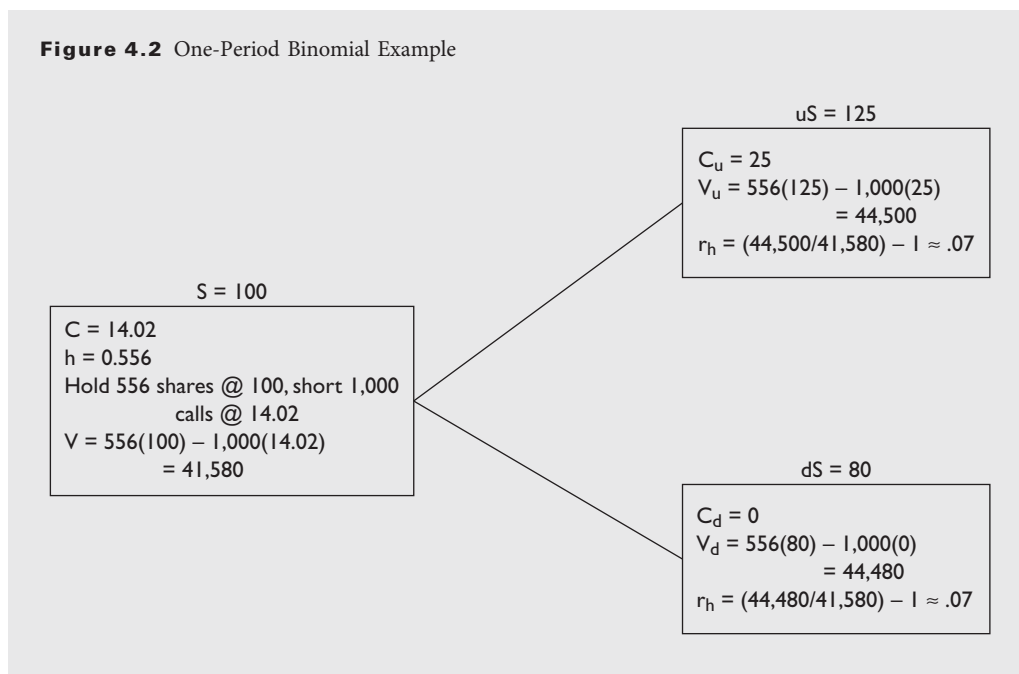 Figure 4.2 One-Period Binomial Example
uS = 125
C_u = 25
V_u = 556(125) – 1,000(25)
= 44,500
r_h = (44,500/41,580) – 1 ≈ .07
S = 100
C = 14.02
h = 0.556
Hold 556 shares @ 100, short 1,000
calls @ 14.02
V = 556(100) – 1,000(14.02)
= 41,580
dS = 80
C_d = 0
V_d = 556(80) – 1,000(0)
= 44,480
r_h = (44,480/41,580) – 1 ≈ .07